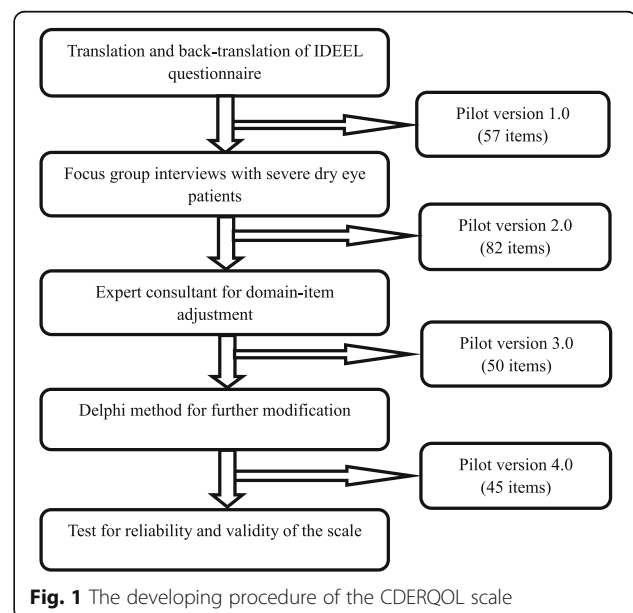 Translation and back-translation of IDEEL
questionnaire
Pilot version 1.0
(57 items)
Focus group interviews with severe dry eye
patients
Pilot version 2.0
(82 items)
Expert consultant for domain-item
adjustment
Pilot version 3.0
(50 items)
Delphi method for further modification
Pilot version 4.0
(45 items)
Test for reliability and validity of the scale
Fig. 1 The developing procedure of the CDERQOL scale